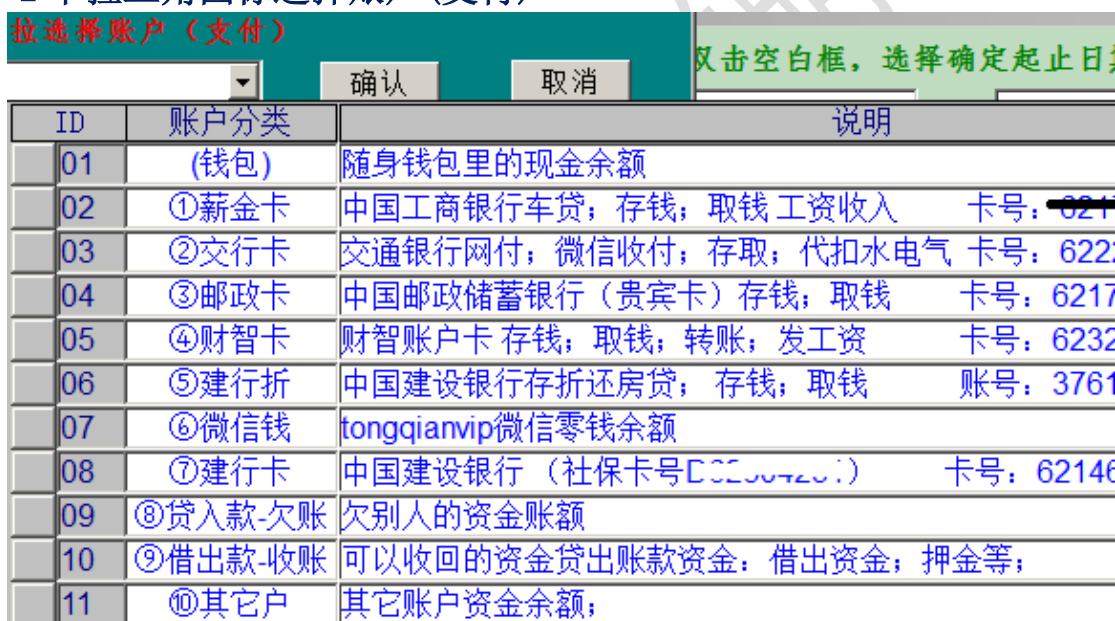 拉选择账户（支付）
双击空白框，选择确定起止日
确认 取消
ID 账户分类 说明
01 (钱包) 随身钱包里的现金余额
02 ①薪金卡 中国工商银行车贷；存钱；取钱 工资收入 卡号：
03 ②交行卡 交通银行网付；微信收付；存取；代扣水电气 卡号：622
04 ③邮政卡 中国邮政储蓄银行（贵宾卡）存钱；取钱 卡号：6217
05 ④财智卡 财智账户卡 存钱；取钱；转账；发工资 卡号：6232
06 ⑤建行折 中国建设银行存折还房贷； 存钱；取钱 账号：3761
07 ⑥微信钱 tongqianvip微信零钱余额
08 ⑦建行卡 中国建设银行 （社保卡号 ） 卡号：62146
09 ⑧贷入款-欠账 欠别人的资金账额
10 ⑨借出款-收账 可以收回的资金贷出账款资金：借出资金；押金等；
11 ⑩其它户 其它账户资金余额；